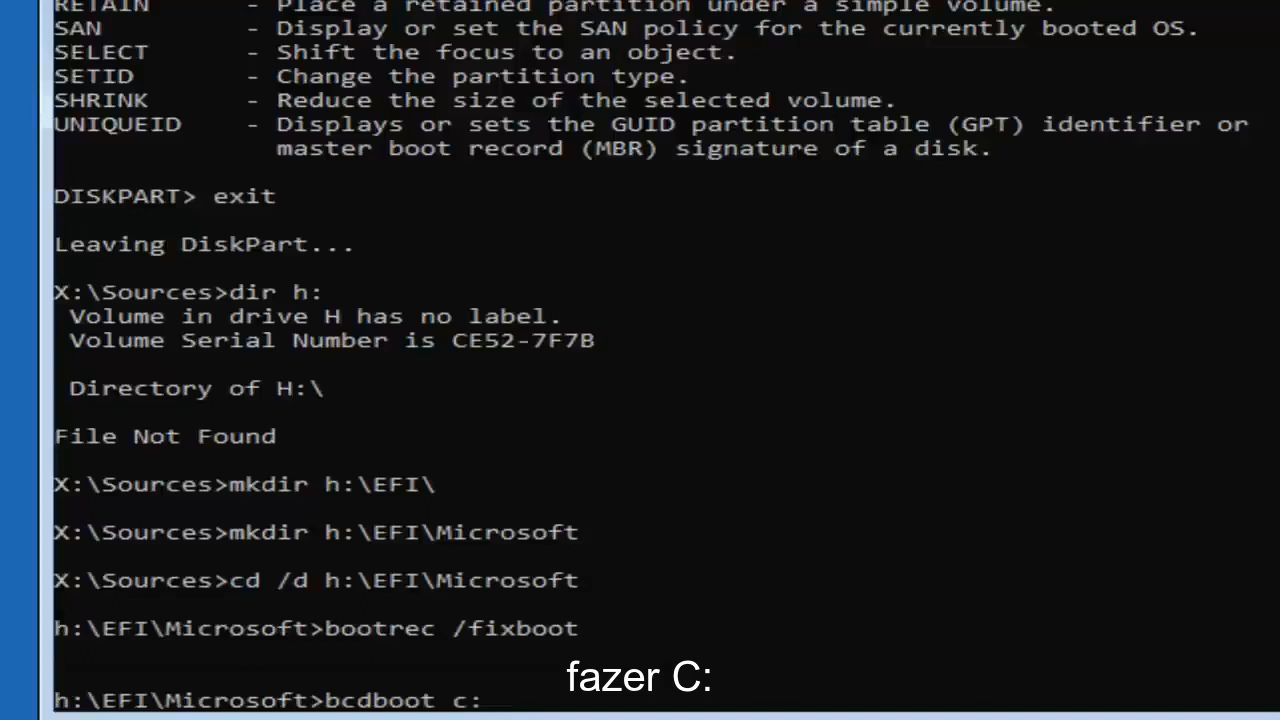 RETAIN - Place a retained partition under a simple volume.
SAN - Display or set the SAN policy for the currently booted OS.
SELECT - Shift the focus to an object.
SETID - Change the partition type.
SHRINK - Reduce the size of the selected volume.
UNIQUEID - Displays or sets the GUID partition table (GPT) identifier or
master boot record (MBR) signature of a disk.
DISKPART> exit
Leaving DiskPart...
X:\Sources>dir h:
Volume in drive H has no label.
Volume Serial Number is CE52-7F7B
Directory of H:\
File Not Found
X:\Sources>mkdir h:\EFI\
X:\Sources>mkdir h:\EFI\Microsoft
X:\Sources>cd /d h:\EFI\Microsoft
h:\EFI\Microsoft>bootrec /fixboot
fazer C:
h:\EFI\Microsoft>bcdboot c: